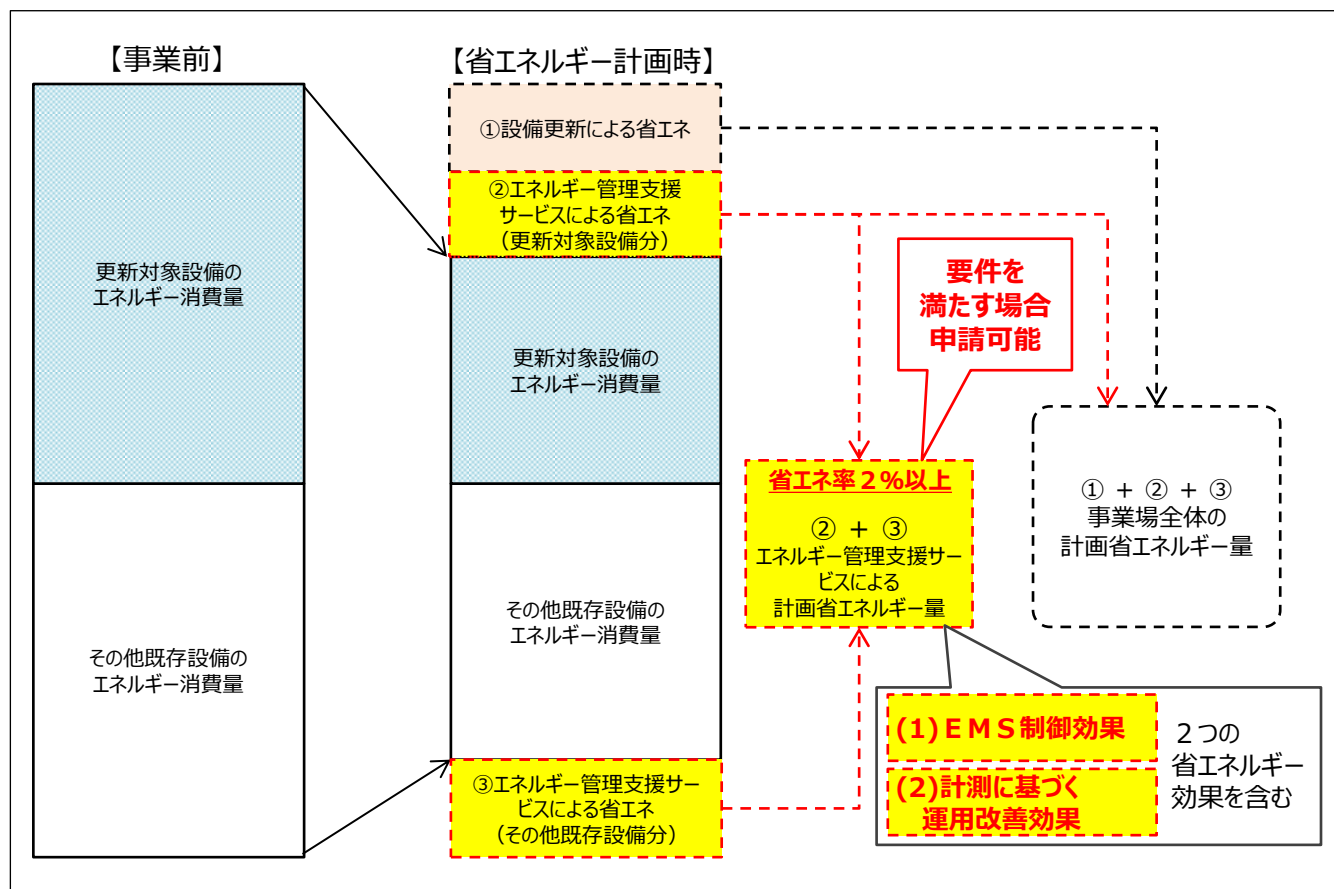 【事業前】
更新対象設備の
エネルギー消費量
その他既存設備の
エネルギー消費量
【省エネルギー計画時】
①設備更新による省エネ
②エネルギー管理支援
サービスによる省エネ
（更新対象設備分）
更新対象設備の
エネルギー消費量
その他既存設備の
エネルギー消費量
③エネルギー管理支援サー
ビスによる省エネ
（その他既存設備分）
要件を
満たす場合
申請可能
省エネ率２％以上
② + ③
エネルギー管理支援サー
ビスによる
計画省エネルギー量
① + ② + ③
事業場全体の
計画省エネルギー量
(1)ＥＭＳ制御効果
(2)計測に基づく
運用改善効果
２つの
省エネルギー
効果を含む